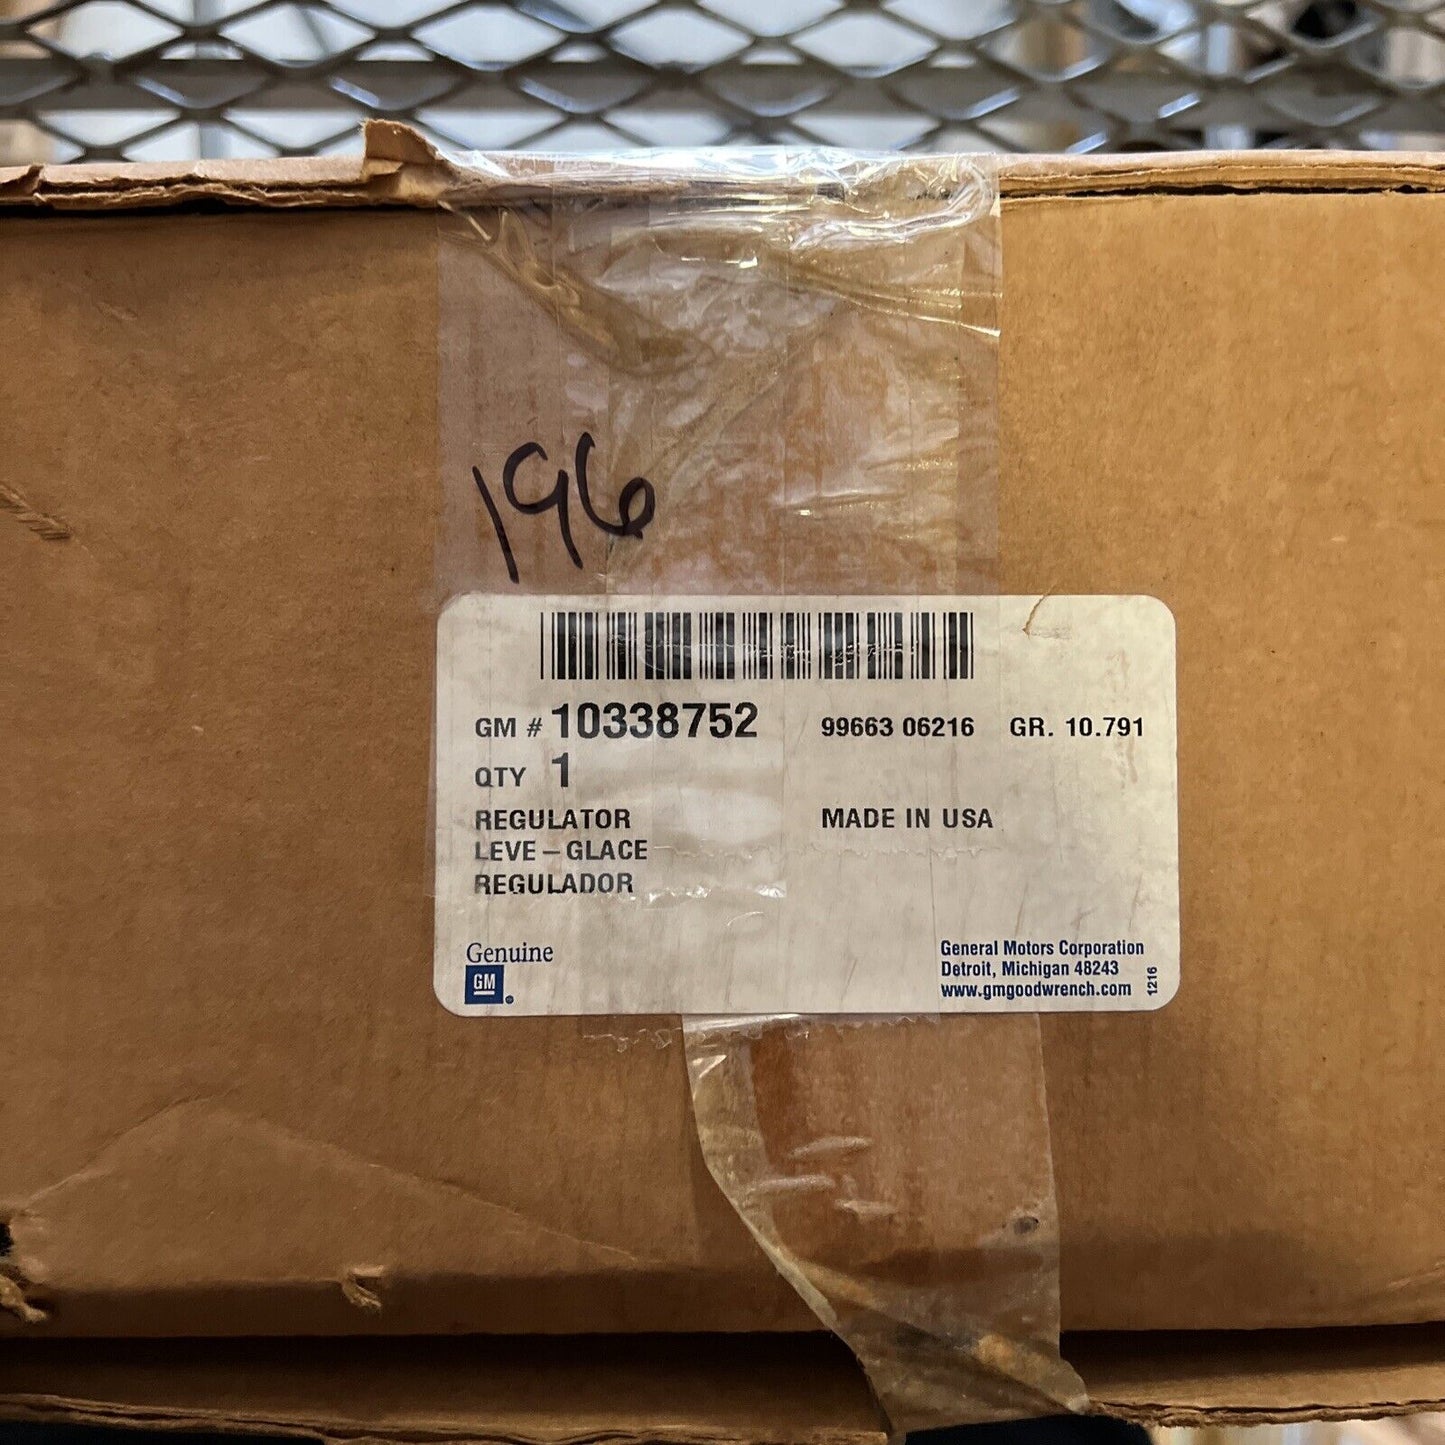 196
GM # 10338752 99663 06216 GR. 10.791
QTY 1
REGULATOR MADE IN USA
LEVE-GLACE
REGULADOR
Genuine
GM
General Motors Corporation
Detroit, Michigan 48243
www.gmgoodwrench.com
1216